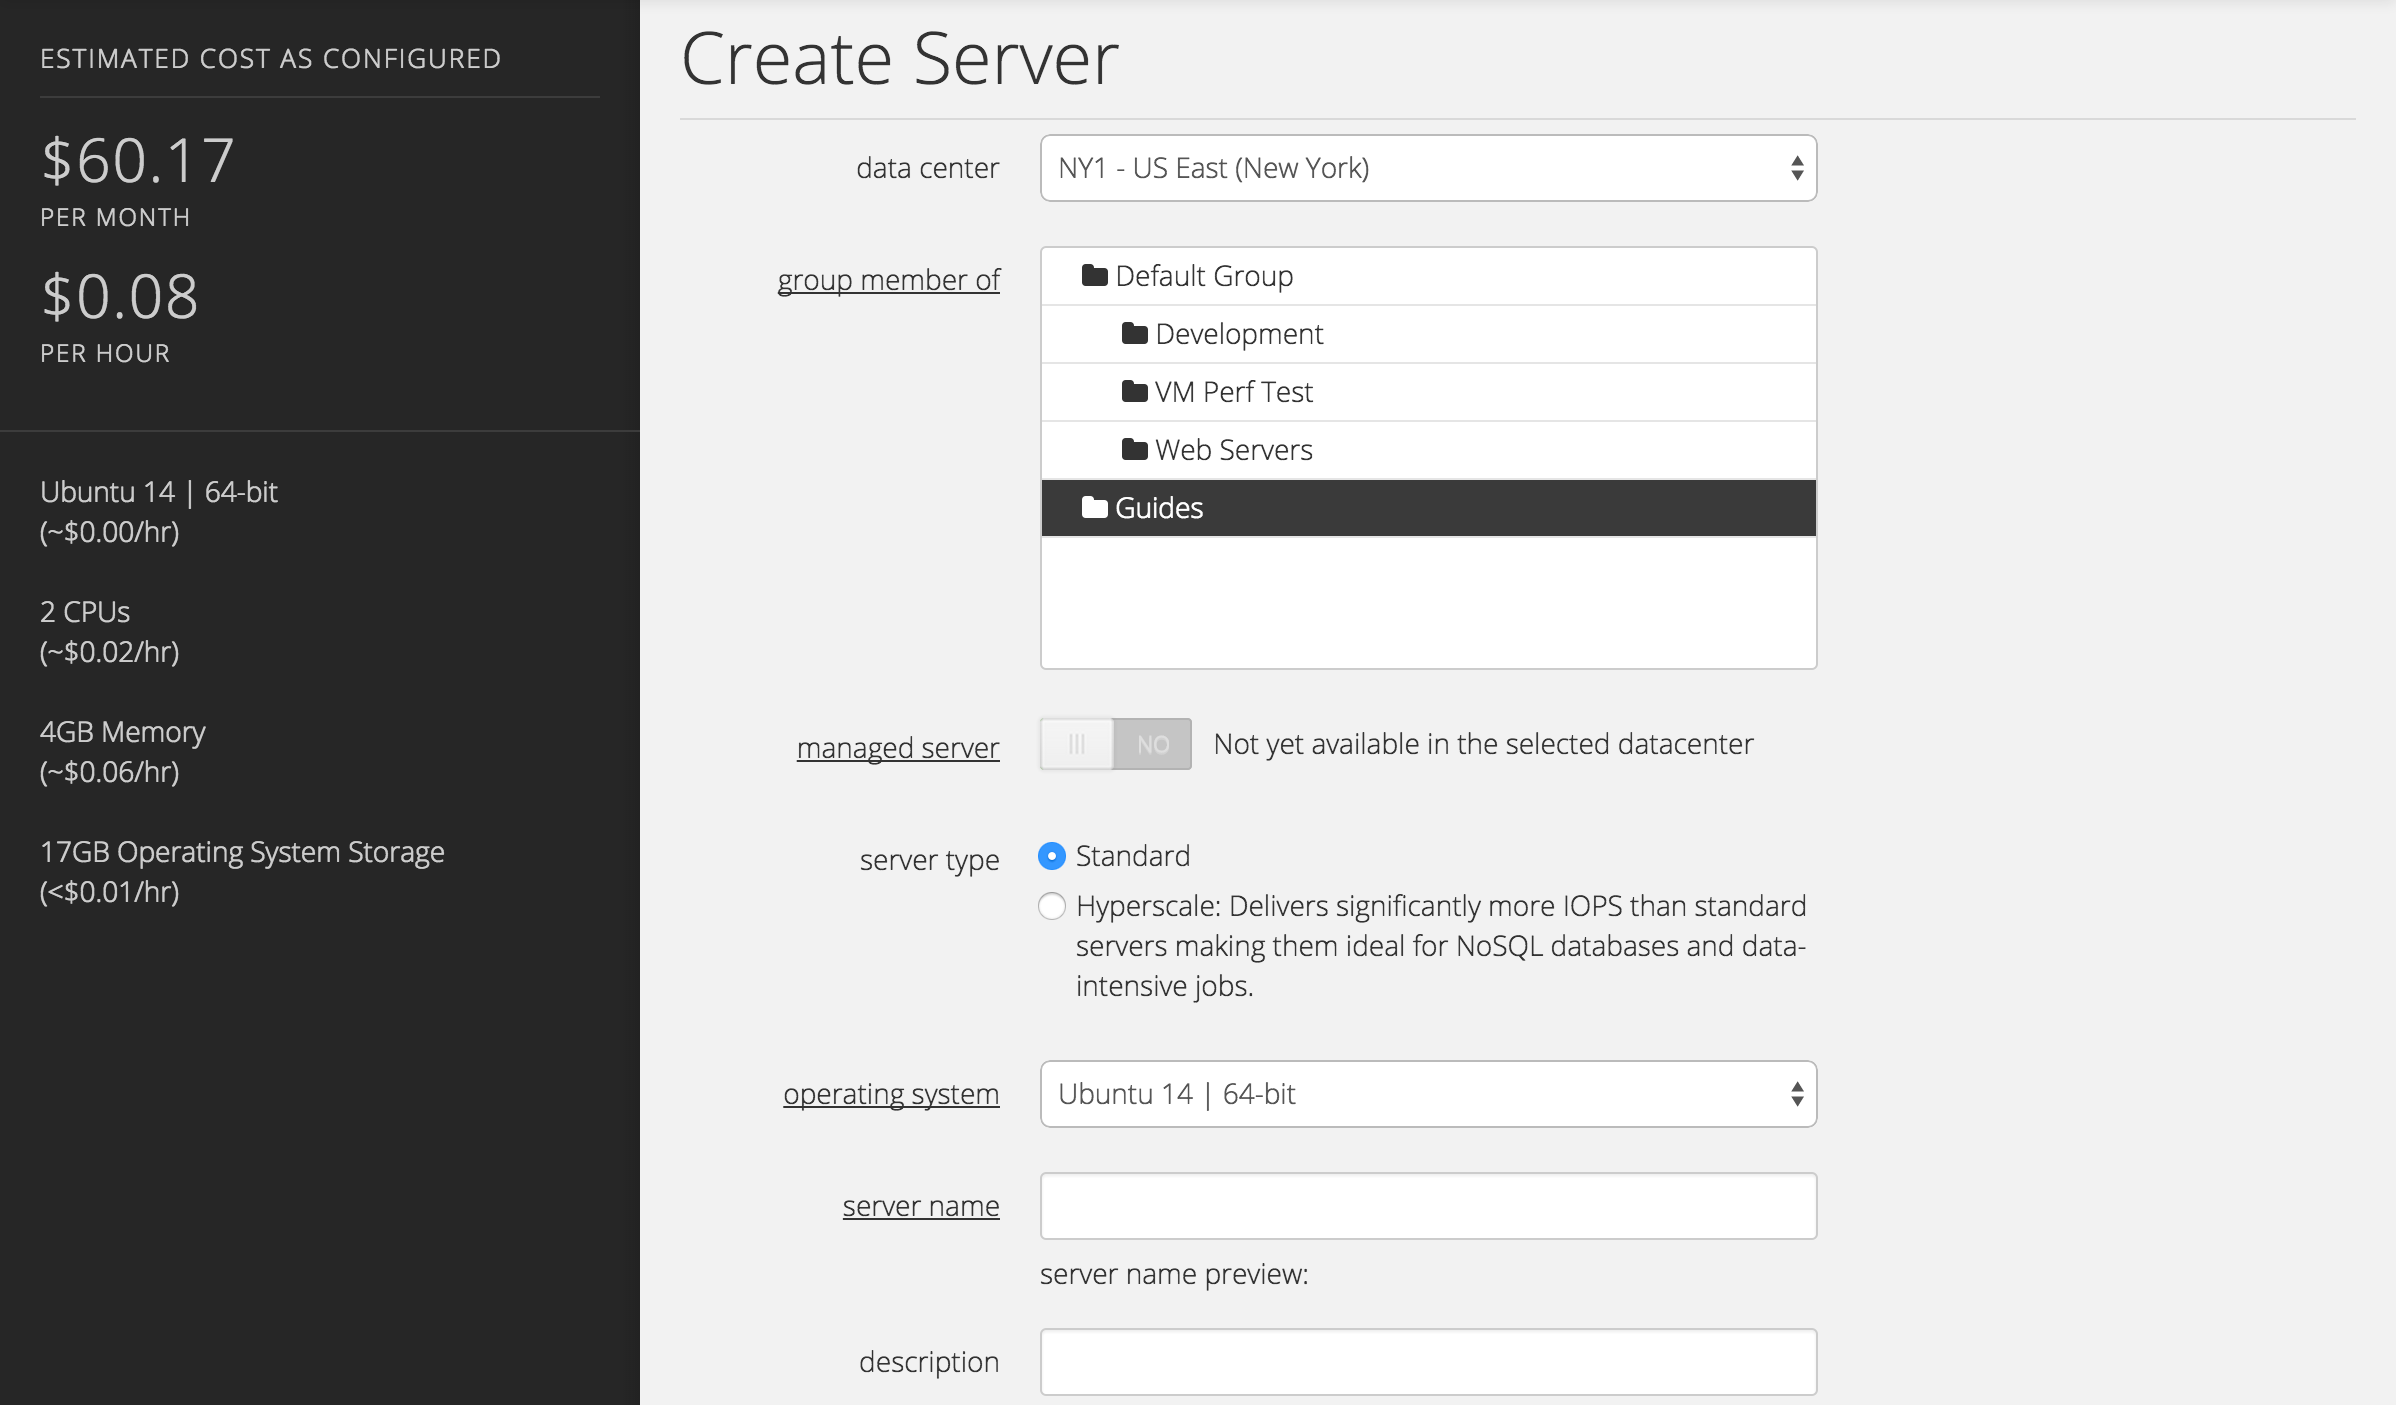 ESTIMATED COST AS CONFIGURED
$60.17
PER MONTH
$0.08
PER HOUR
Ubuntu 14 | 64-bit
(~$0.00/hr)
2 CPUs
(~$0.02/hr)
4GB Memory
(~$0.06/hr)
17GB Operating System Storage
(<$0.01/hr)
Create Server
data center
NY1 - US East (New York)
group member of
Default Group
Development
VM Perf Test
Web Servers
Guides
managed server
NO
Not yet available in the selected datacenter
server type
Standard
Hyperscale: Delivers significantly more IOPS than standard
servers making them ideal for NoSQL databases and data-
intensive jobs.
operating system
Ubuntu 14 | 64-bit
server name
server name preview:
description